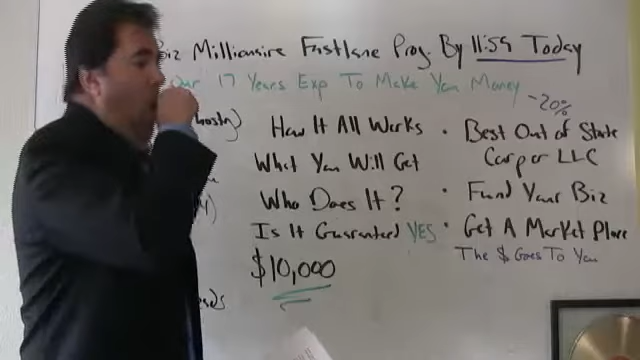 Biz Millionaire Fastlane Prog. By 11:59 Today
Our 17 Years Exp To Make You Money
-20%
How It All Works
What You Will Get
Who Does It?
Is It Guaranteed YES
$10,000
• Best Out of State
Corp or LLC
• Fund Your Biz
• Get A Market Place
The $ Goes To You